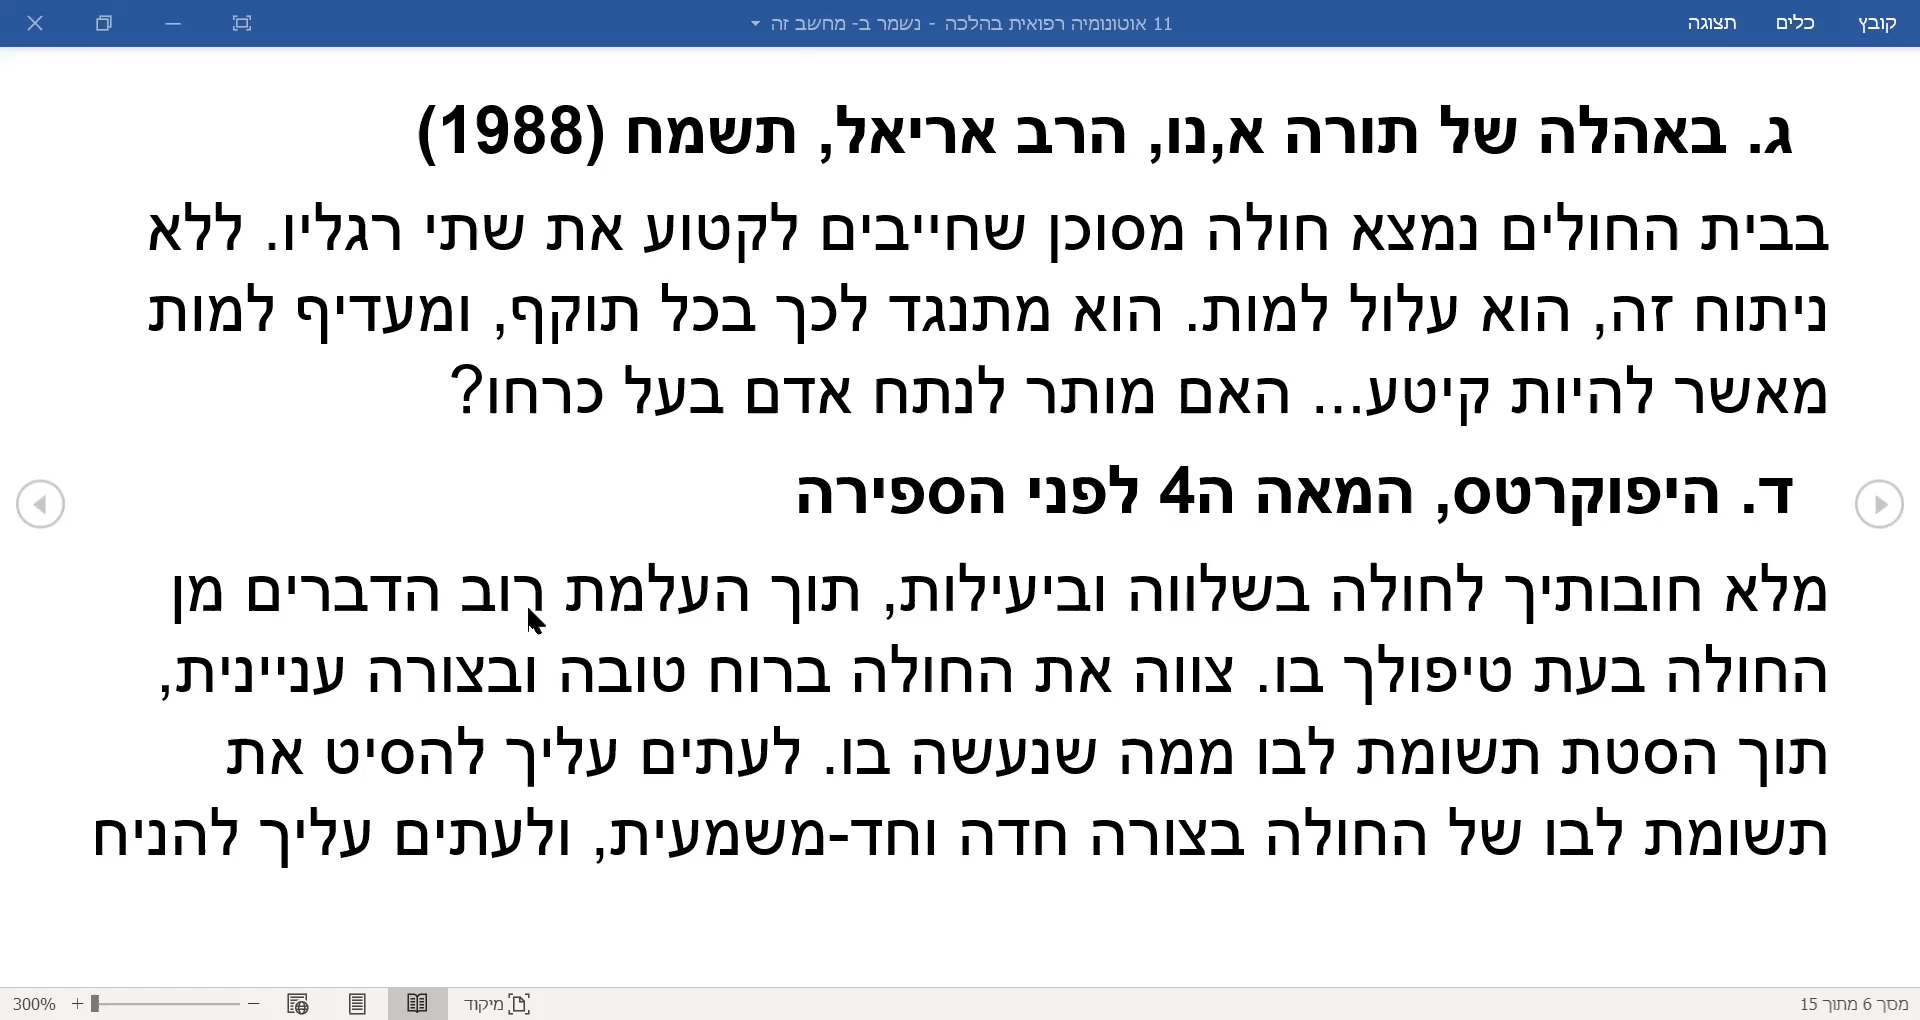 קובץ כלים תצוגה
11 אוטונומיה רפואית בהלכה - נשמר ב- מחשב זה
ג. באהלה של תורה א,נו, הרב אריאל, תשמח (1988)
בבית החולים נמצא חולה מסוכן שחייבים לקטוע את שתי רגליו. ללא
ניתוח זה, הוא עלול למות. הוא מתנגד לכך בכל תוקף, ומעדיף למות
מאשר להיות קיטע... האם מותר לנתח אדם בעל כרחו?
ד. היפוקרטס, המאה ה4 לפני הספירה
מלא חובותיך לחולה בשלווה וביעילות, תוך העלמת רוב הדברים מן
החולה בעת טיפולך בו. צווה את החולה ברוח טובה ובצורה עניינית,
תוך הסטת תשומת לבו ממה שנעשה בו. לעתים עליך להסיט את
תשומת לבו של החולה בצורה חדה וחד-משמעית, ולעתים עליך להניח
מסך 6 מתוך 15
מיקוד
300%